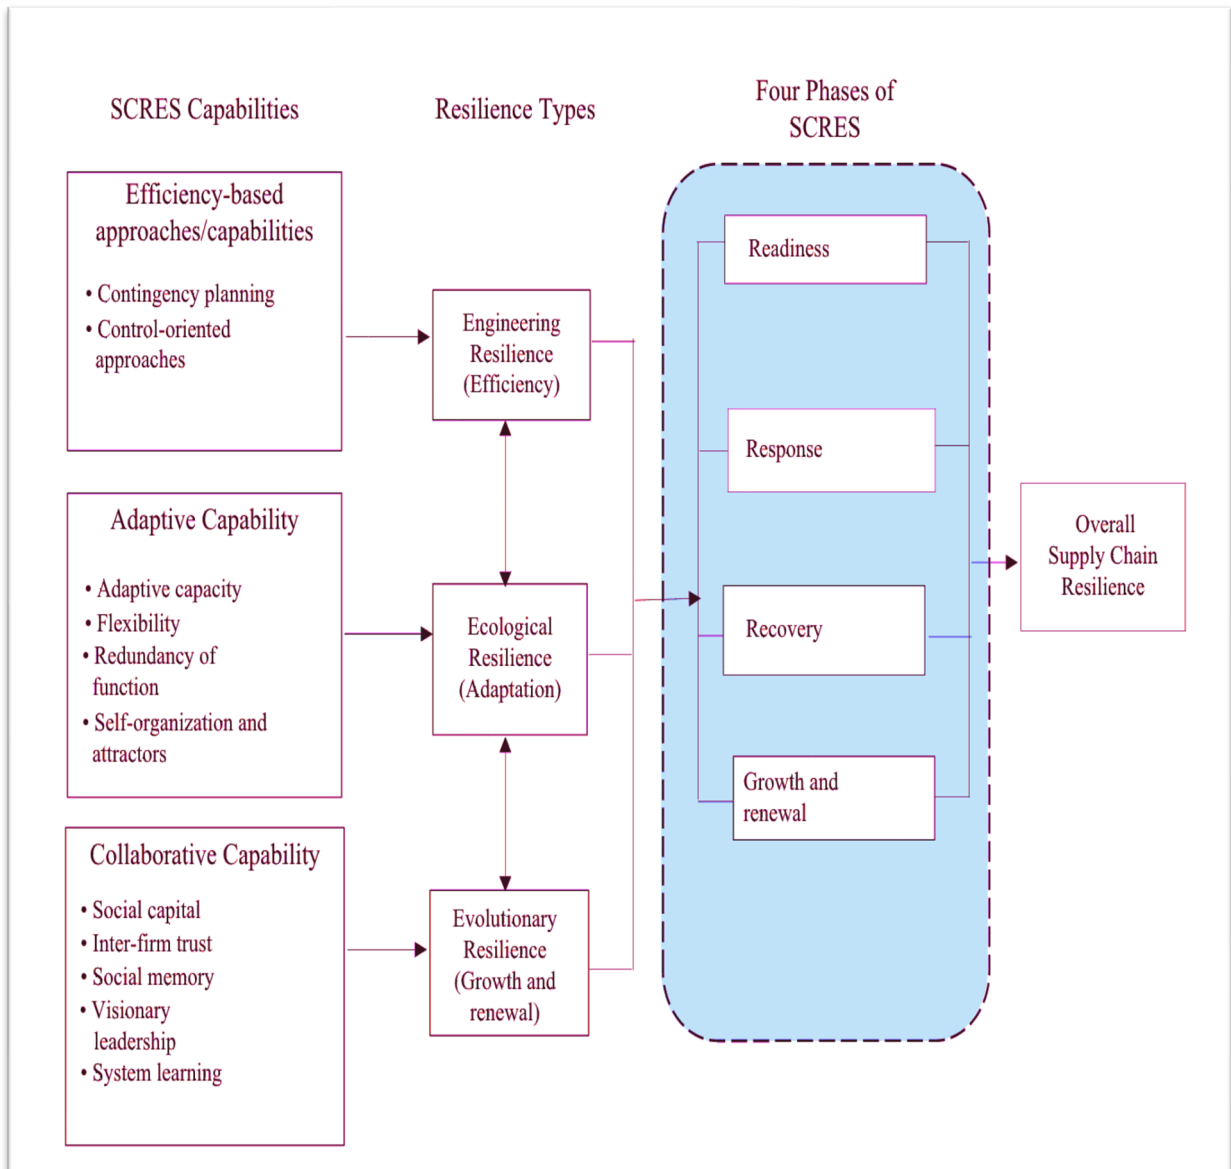 SCRES Capabilities
Resilience Types
Four Phases of
SCRES
Efficiency-based
approaches/capabilities
• Contingency planning
• Control-oriented
approaches
Adaptive Capability
• Adaptive capacity
• Flexibility
• Redundancy of
function
• Self-organization and
attractors
Collaborative Capability
• Social capital
• Inter-firm trust
• Social memory
• Visionary
leadership
• System learning
Engineering
Resilience
(Efficiency)
Ecological
Resilience
(Adaptation)
Evolutionary
Resilience
(Growth and
renewal)
Readiness
Response
Recovery
Growth and
renewal
Overall
Supply Chain
Resilience